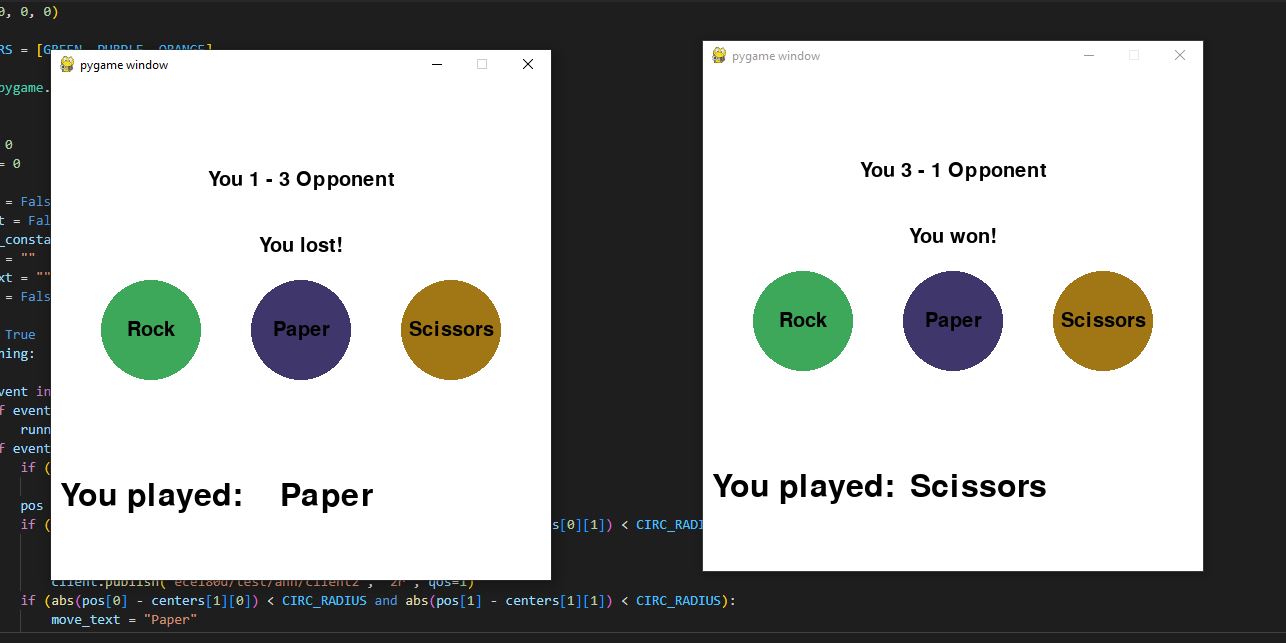 0, 0, 0)
RS = [GREEN, PURPLE, ORANGE]
pygame.
0
= 0
= Fals
t = Fal
_consta
= ""
xt = ""
= Fals
True
ning:
vent in
f event
runn
f event
if (
pos
if (
s[0][1]) < CIRC_RADI
client.publish("ece180d/test/ann/client2", "2r", qos=1)
if (abs(pos[0] - centers[1][0]) < CIRC_RADIUS and abs(pos[1] - centers[1][1]) < CIRC_RADIUS):
move_text = "Paper"
pygame window
You 1 - 3 Opponent
You lost!
Rock
Paper
Scissors
You played: Paper
pygame window
You 3 - 1 Opponent
You won!
Rock
Paper
Scissors
You played: Scissors